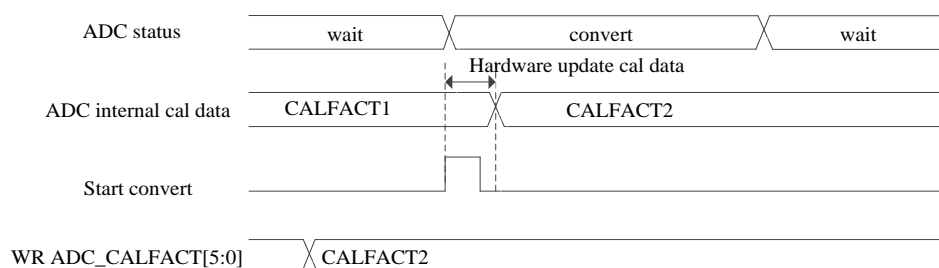 ADC status wait convert wait
Hardware update cal data
ADC internal cal data CALFACT1 CALFACT2
Start convert
WR ADC_CALFACT[5:0] CALFACT2